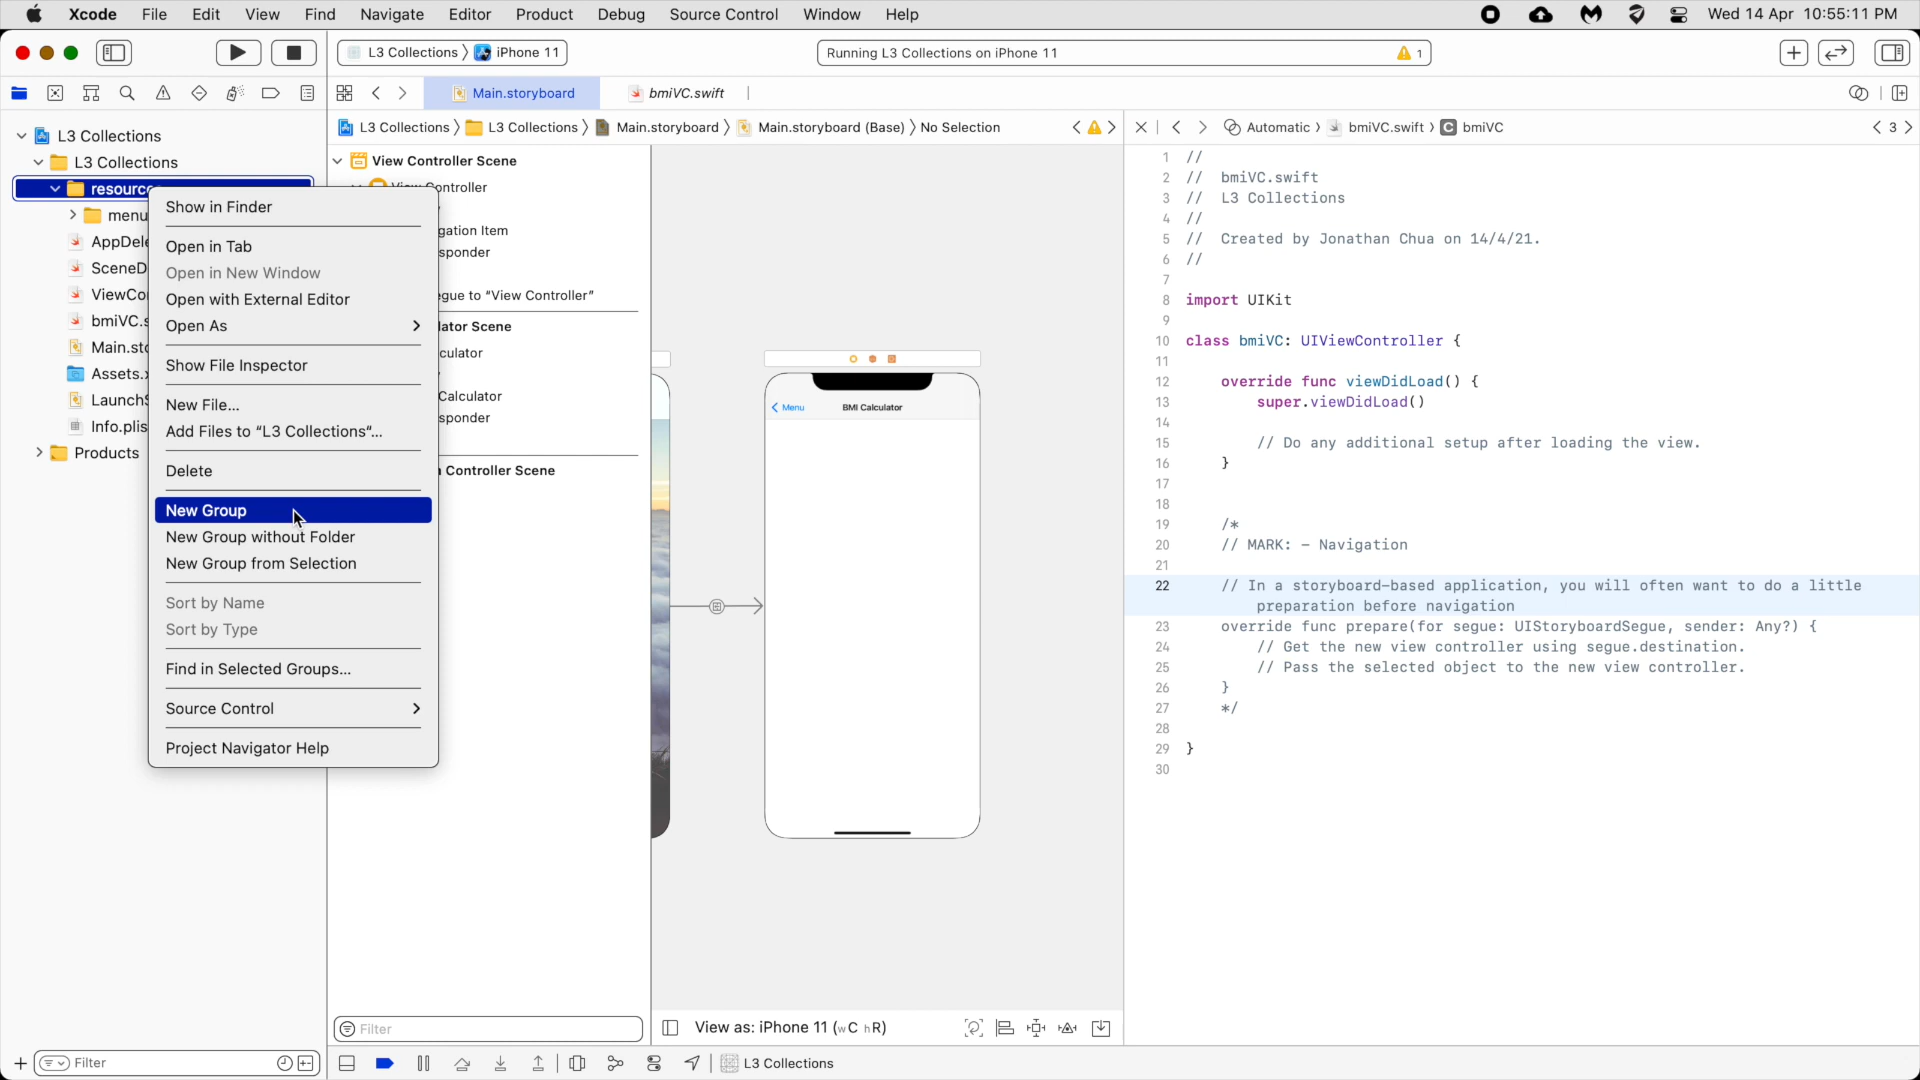 Xcode File Edit View Find Navigate Editor Product Debug Source Control Window Help Wed 14 Apr 10:55:11 PM
L3 Collections iPhone 11 Running L3 Collections on iPhone 11 1
Main.storyboard bmiVC.swift
L3 Collections L3 Collections Main.storyboard Main.storyboard (Base) No Selection
Automatic bmiVC.swift bmiVC 3
L3 Collections
L3 Collections
resourc
menu
AppDele
SceneD
ViewCo
bmiVC.s
Main.sto
Assets.
LaunchS
Info.plis
Products
Show in Finder
Open in Tab
Open in New Window
Open with External Editor
Open As
Show File Inspector
New File...
Add Files to “L3 Collections”...
Delete
New Group
New Group without Folder
New Group from Selection
Sort by Name
Sort by Type
Find in Selected Groups...
Source Control
Project Navigator Help
View Controller Scene
View Controller
gation Item
sponder
gue to “View Controller”
lator Scene
culator
Calculator
sponder
Controller Scene
Menu BMI Calculator
1 //
2 // bmiVC.swift
3 // L3 Collections
4 //
5 // Created by Jonathan Chua on 14/4/21.
6 //
7
8 import UIKit
9
10 class bmiVC: UIViewController {
11
12 override func viewDidLoad() {
13 super.viewDidLoad()
14
15 // Do any additional setup after loading the view.
16 }
17
18
19 /*
20 // MARK: - Navigation
21
22 // In a storyboard-based application, you will often want to do a little
preparation before navigation
23 override func prepare(for segue: UIStoryboardSegue, sender: Any?) {
24 // Get the new view controller using segue.destination.
25 // Pass the selected object to the new view controller.
26 }
27 */
28
29 }
30
Filter
View as: iPhone 11 (wC hR)
Filter
L3 Collections